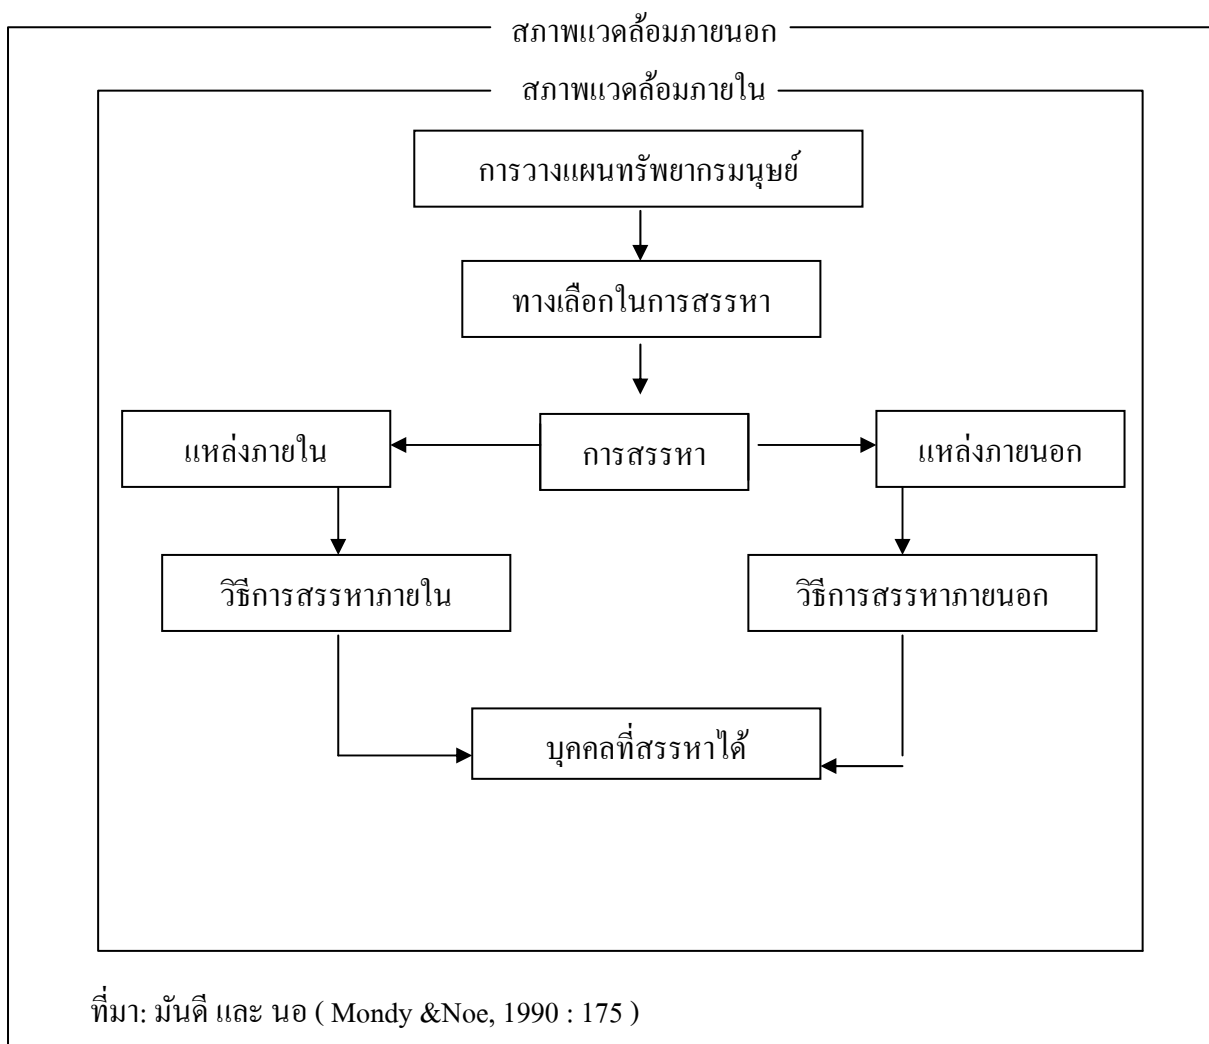 สภาพแวดล้อมภายนอก
สภาพแวดล้อมภายใน
การวางแผนทรัพยากรมนุษย์
ทางเลือกในการสรรหา
แหล่งภายใน
การสรรหา
แหล่งภายนอก
วิธีการสรรหาภายใน
วิธีการสรรหาภายนอก
บุคคลที่สรรหาได้
ที่มา: มันดี และ นอ ( Mondy &Noe, 1990 : 175 )